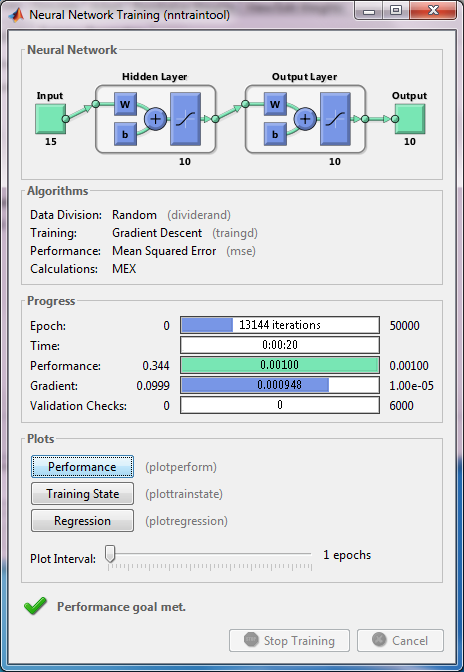 Neural Network Training (nntraintool)
Neural Network
Hidden Layer Output Layer
Input Output
W W
b b
+ +
15 10
10 10
Algorithms
Data Division: Random (dividerand)
Training: Gradient Descent (traingd)
Performance: Mean Squared Error (mse)
Calculations: MEX
Progress
Epoch: 0 13144 iterations 50000
Time: 0:00:20
Performance: 0.344 0.00100 0.00100
Gradient: 0.0999 0.000948 1.00e-05
Validation Checks: 0 0 6000
Plots
Performance (plotperform)
Training State (plottrainstate)
Regression (plotregression)
Plot Interval: 1 epochs
Performance goal met.
Stop Training Cancel